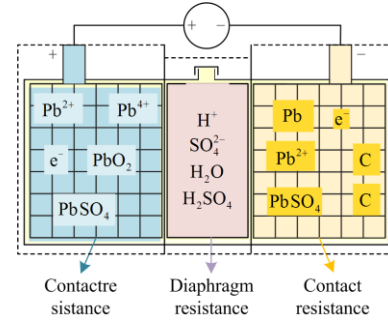 + −
+ −
Pb²⁺ Pb⁴⁺
e⁻ PbO₂
PbSO₄
H⁺
SO₄²⁻
H₂O
H₂SO₄
Pb e⁻
Pb²⁺ C
PbSO₄ C
Contactre
sistance
Diaphragm
resistance
Contact
resistance